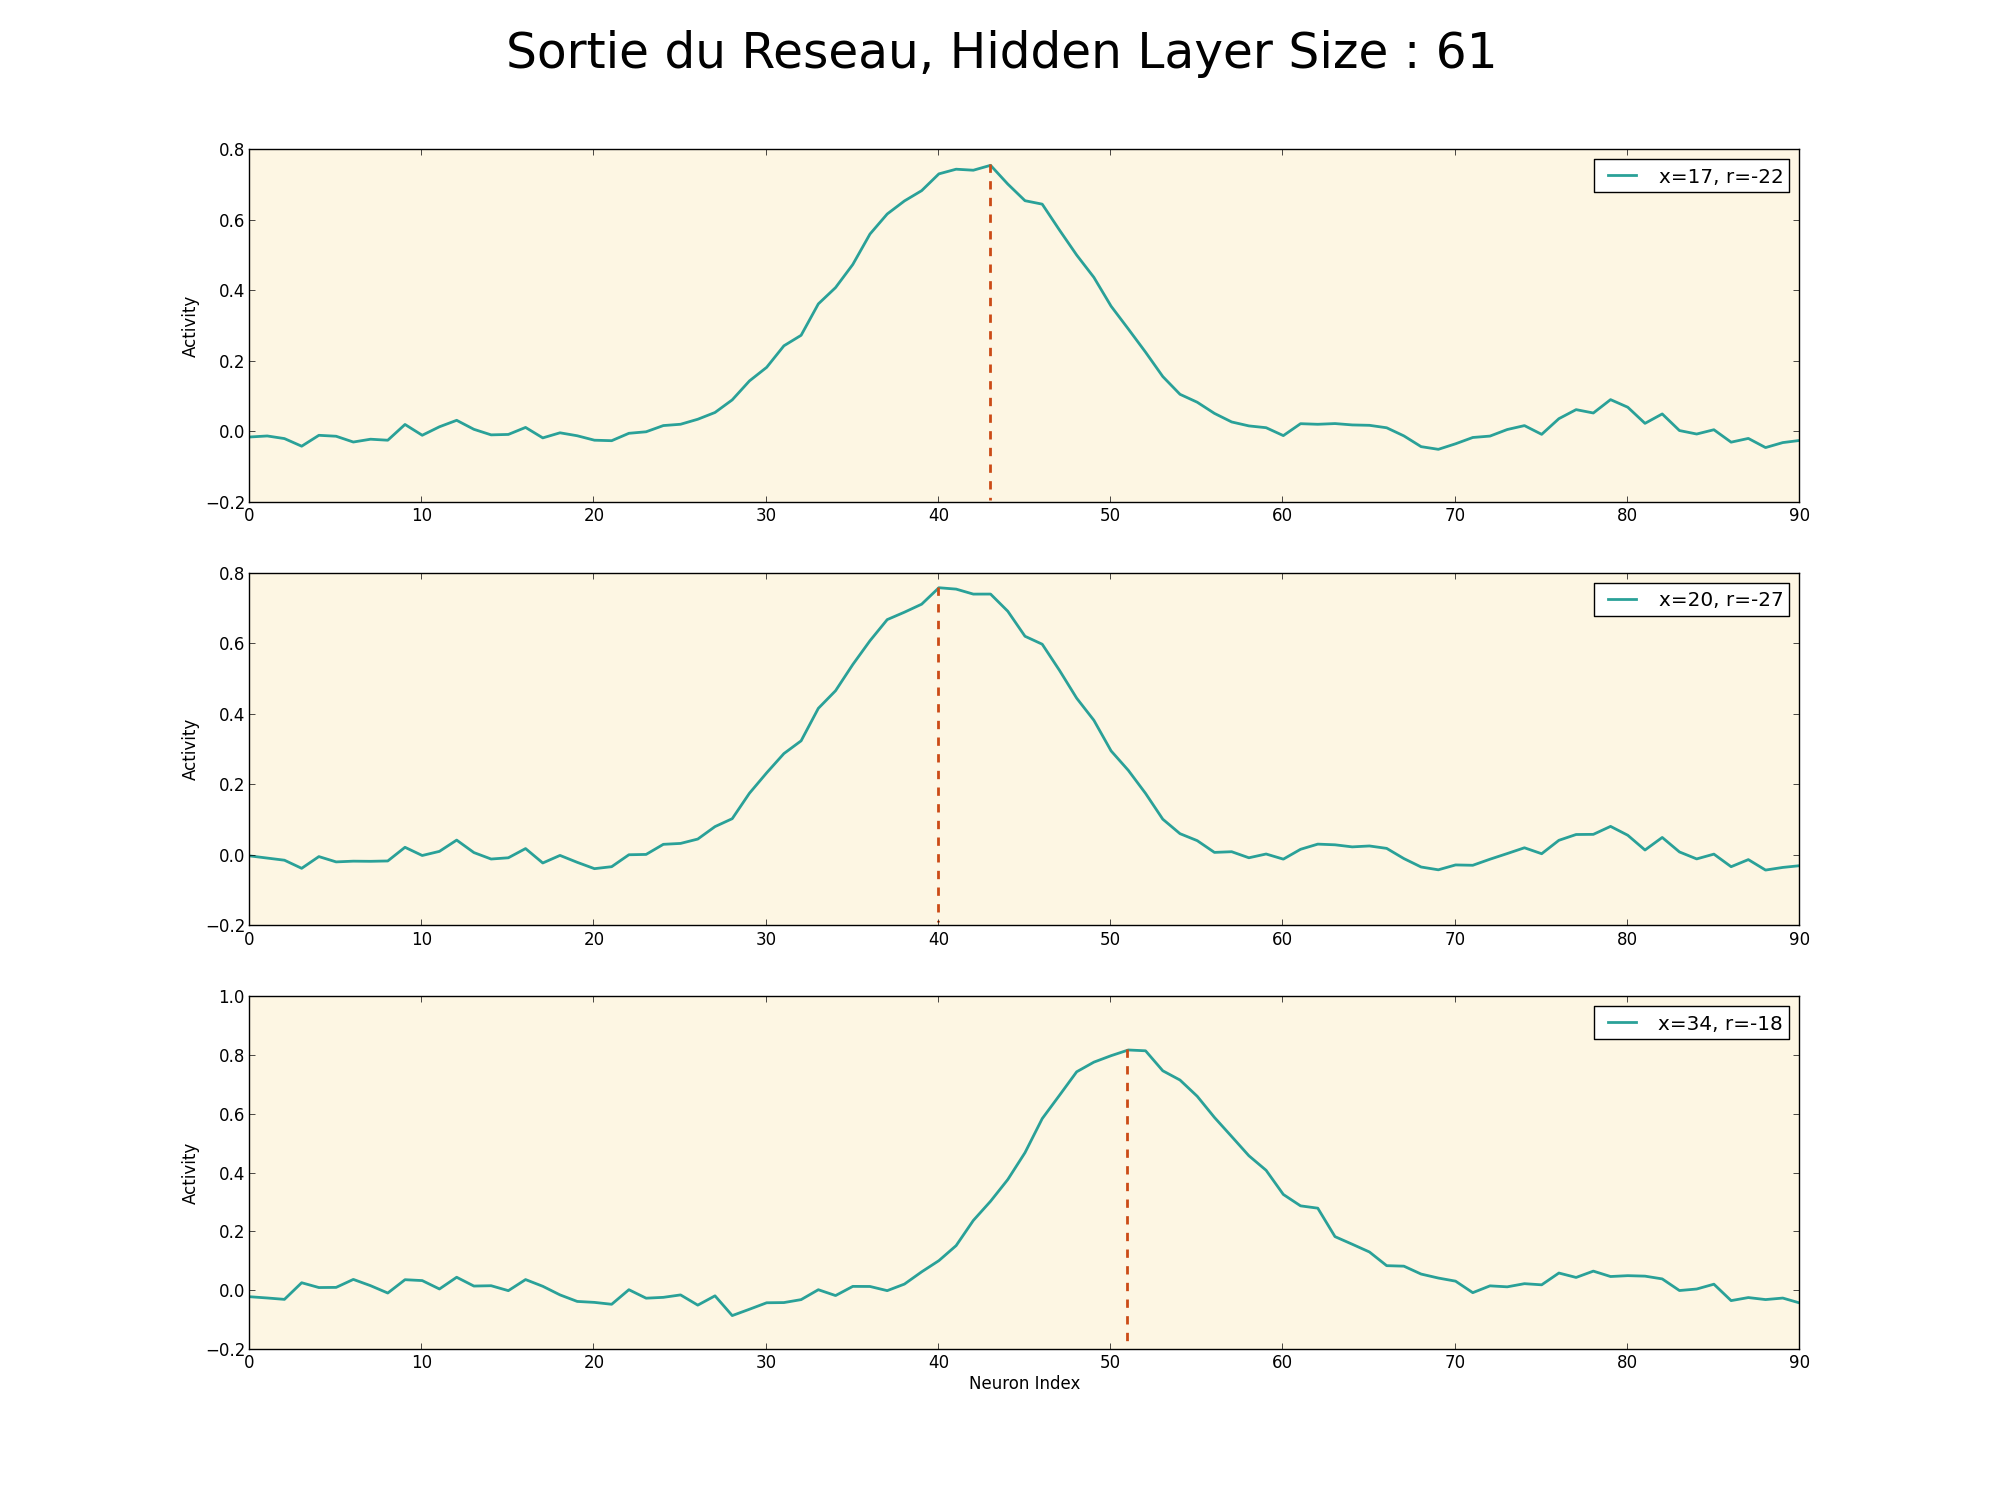 Sortie du Reseau, Hidden Layer Size : 61
0.8
0.6
0.4
0.2
0.0
−0.2
Activity
x=17, r=-22
0 10 20 30 40 50 60 70 80 90
0.8
0.6
0.4
0.2
0.0
−0.2
Activity
x=20, r=-27
0 10 20 30 40 50 60 70 80 90
1.0
0.8
0.6
0.4
0.2
0.0
−0.2
Activity
x=34, r=-18
0 10 20 30 40 50 60 70 80 90
Neuron Index